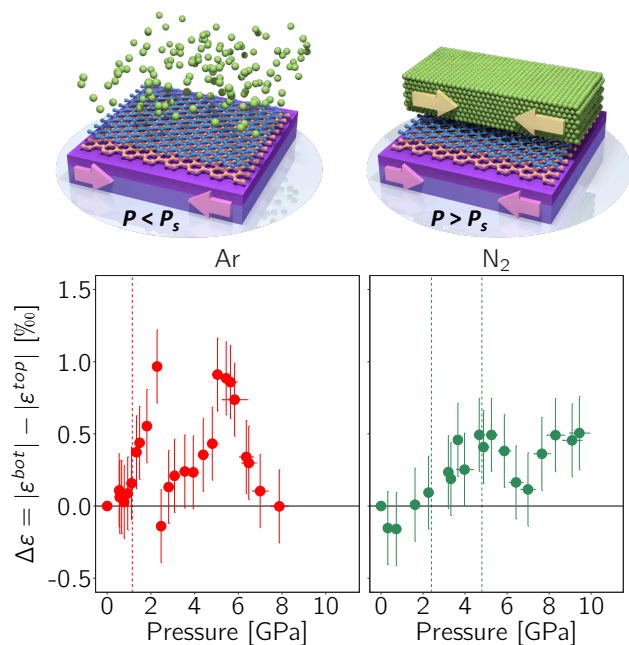 P < Pₛ
P > Pₛ
Ar
N₂
Δε = |ε^bot| − |ε^top| [‰]
1.5
1.0
0.5
0.0
-0.5
0 2 4 6 8 10
0 2 4 6 8 10
Pressure [GPa]
Pressure [GPa]